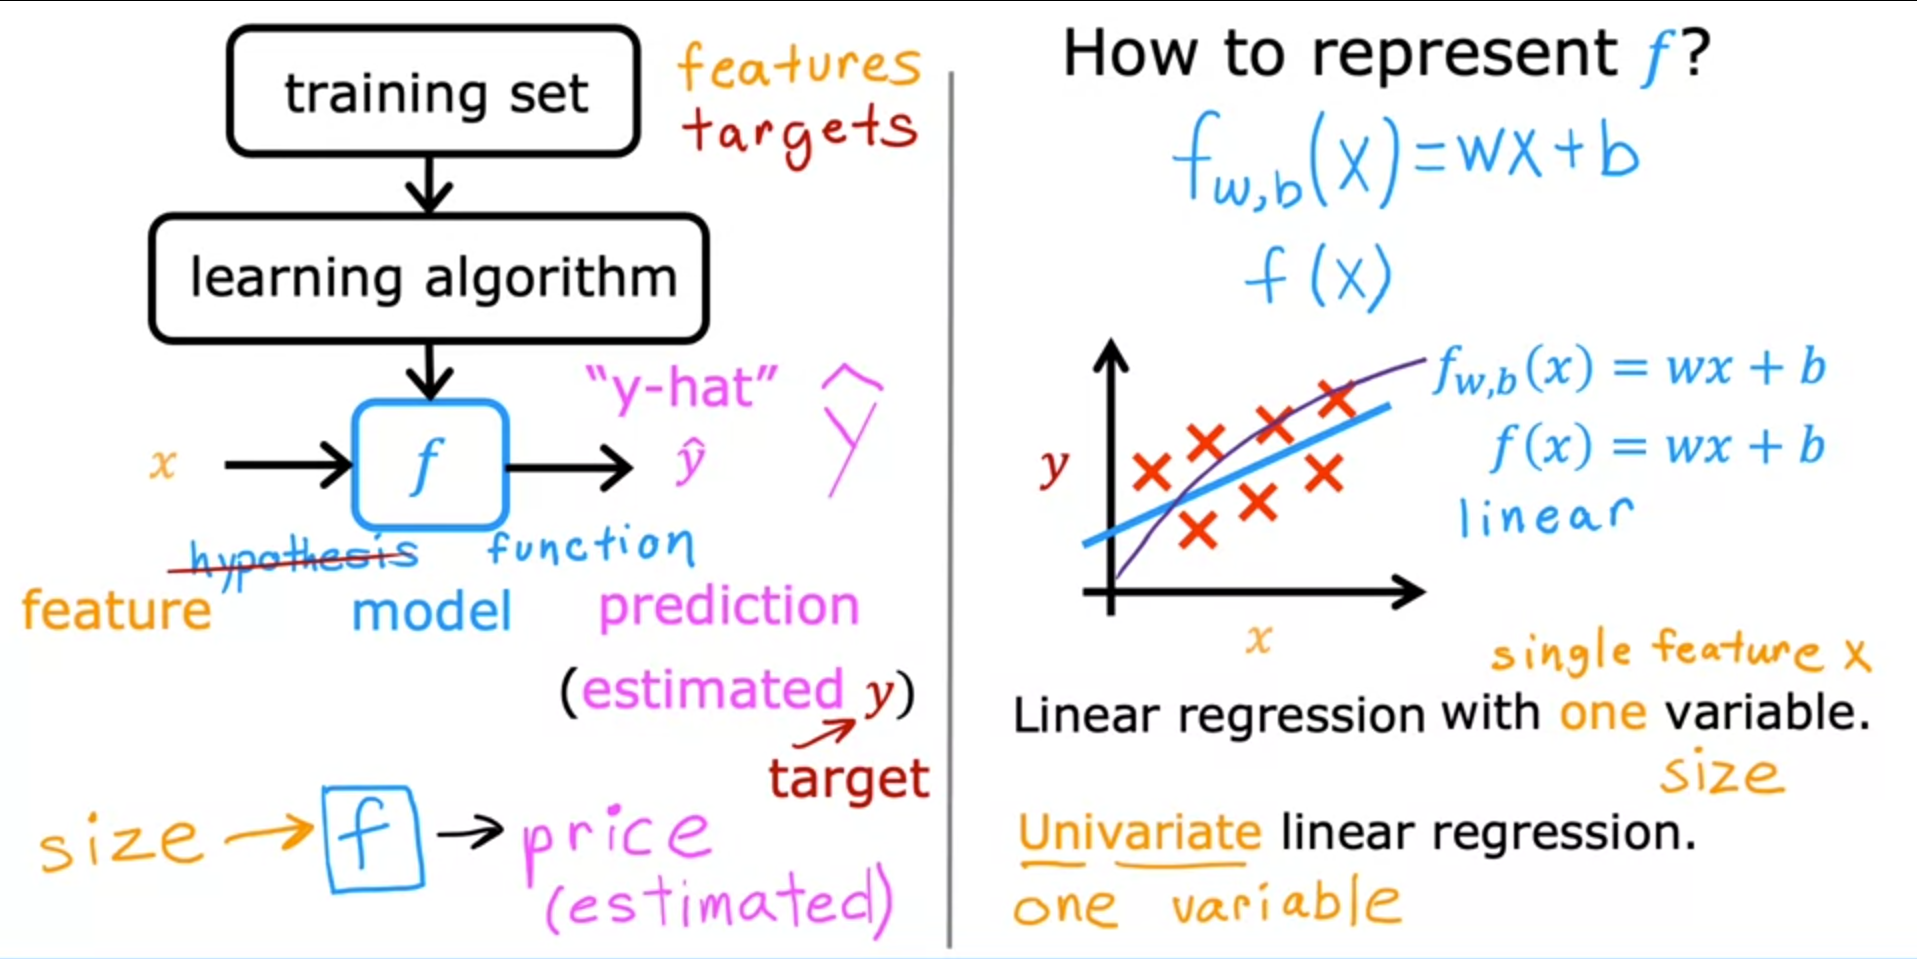 training set
features
targets
learning algorithm
"y-hat"
x
f
ŷ
ŷ
hypothesis
function
feature
model
prediction
(estimated y)
target
size → f → price
(estimated)
How to represent f?
f_{w,b}(x) = wx + b
f(x)
f_{w,b}(x) = wx + b
f(x) = wx + b
linear
y
x
single feature x
Linear regression with one variable.
size
Univariate linear regression.
one variable